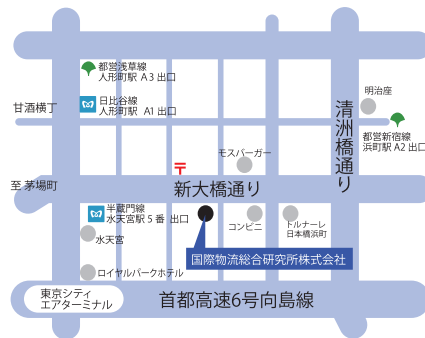 都営浅草線
人形町駅 A3 出口
日比谷線
人形町駅 A1 出口
甘酒横丁
明治座
清洲橋通り
都営新宿線
浜町駅 A2 出口
モスバーガー
〒
至 茅場町
新大橋通り
半蔵門線
水天宮駅 5 番 出口
水天宮
コンビニ
トルナーレ
日本橋浜町
国際物流総合研究所株式会社
ロイヤルパークホテル
東京シティ
エアターミナル
首都高速6号向島線